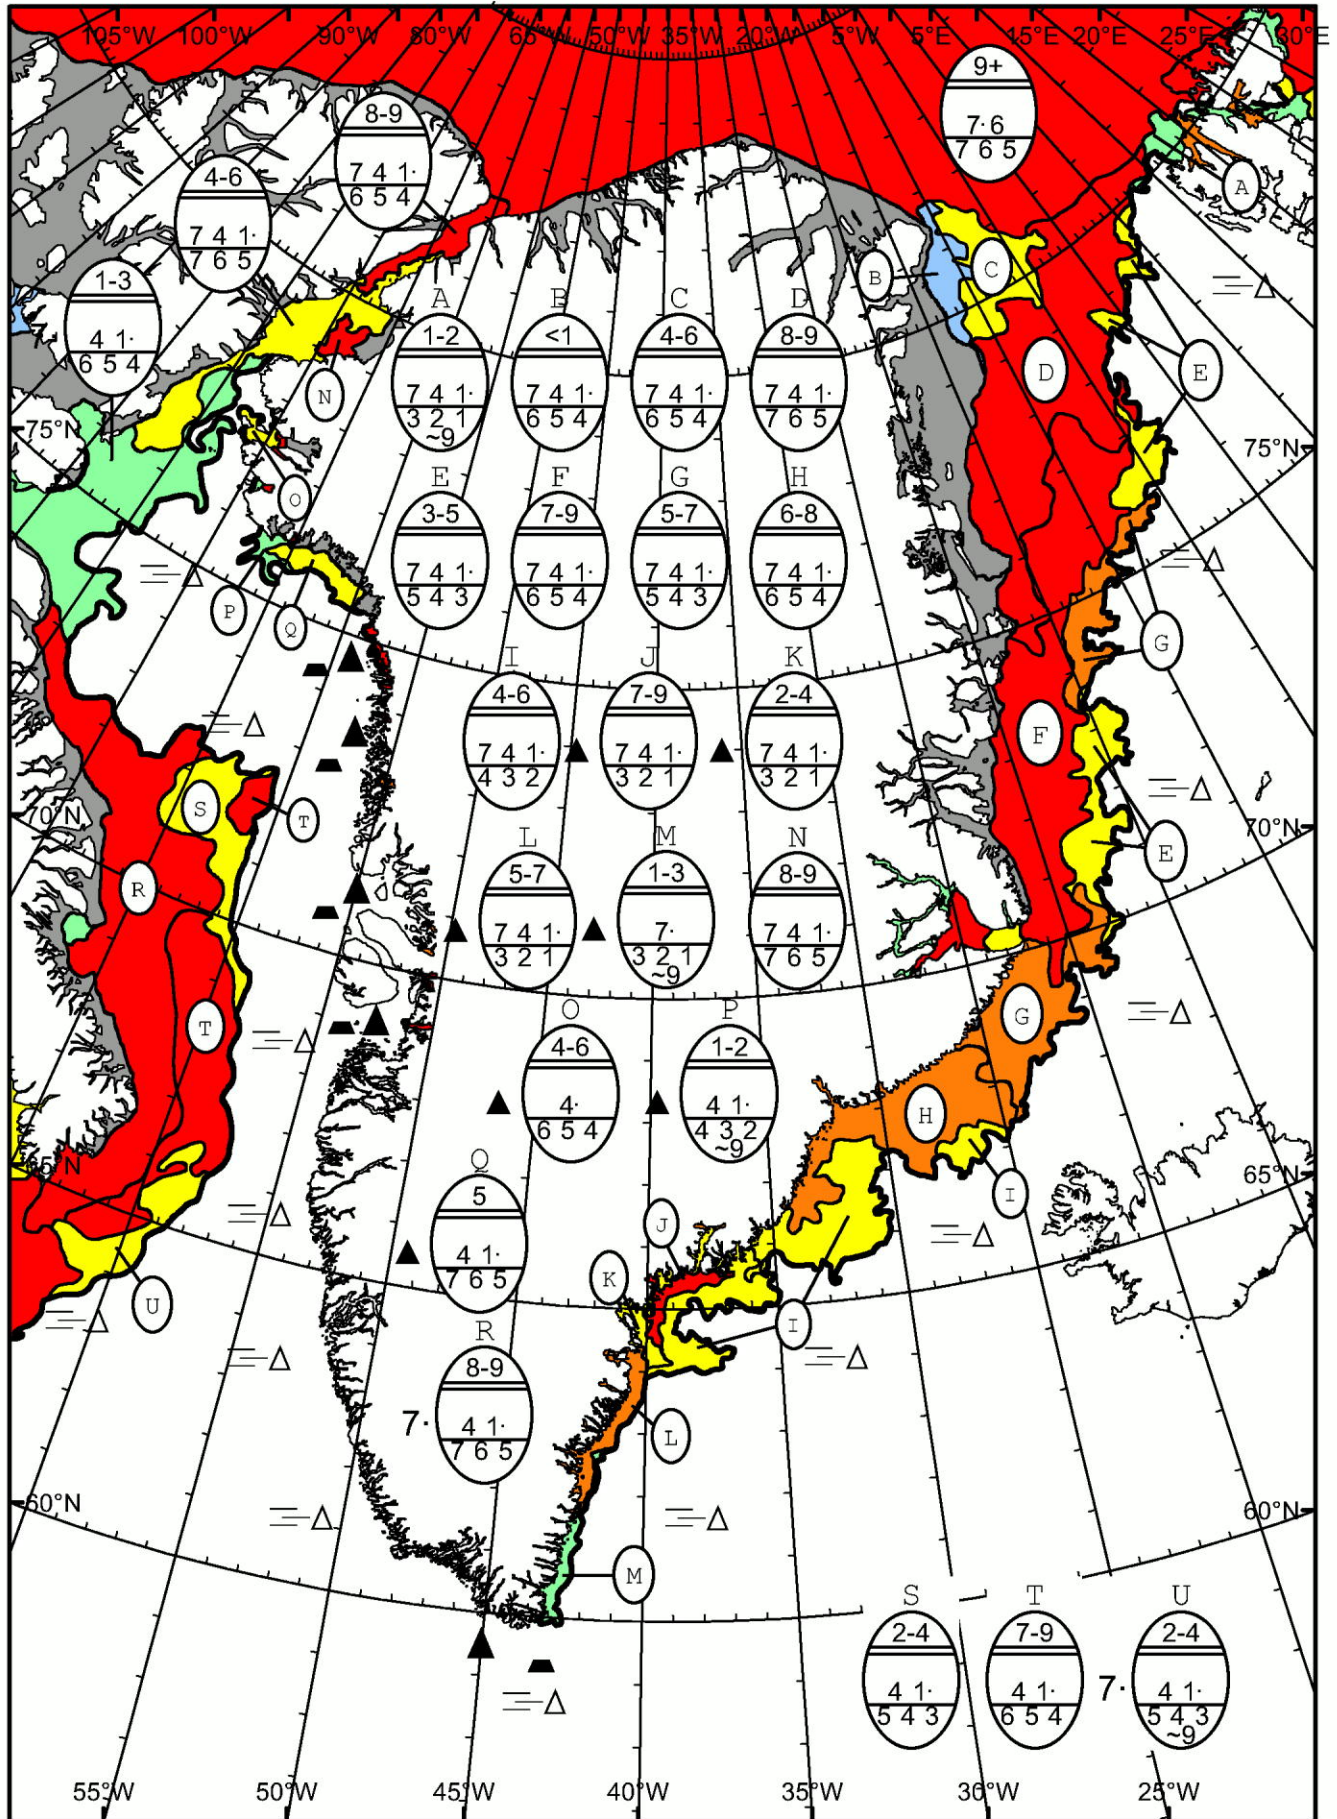 105°W 100°W 90°W 80°W 65°W 50°W 35°W 20°W 5°W 5°E 15°E 20°E 25°E 30°E
9+
7· 6
7 6 5
8-9
7 4 1·
6 5 4
4-6
7 4 1·
7 6 5
1-3
4 1·
6 5 4
A
B
C
D
E
N
O
P
Q
75°N
75°N
A B C D
1-2 <1 4-6 8-9
7 4 1· 7 4 1· 7 4 1· 7 4 1·
3 2 1 6 5 4 6 5 4 7 6 5
~9
E F G H
3-5 7-9 5-7 6-8
7 4 1· 7 4 1· 7 4 1· 7 4 1·
5 4 3 6 5 4 5 4 3 6 5 4
G
I J K
4-6 7-9 2-4
7 4 1· 7 4 1· 7 4 1·
4 3 2 3 2 1 3 2 1
F
S
T
70°N
70°N
E
R
L M N
5-7 1-3 8-9
7 4 1· 7· 7 4 1·
3 2 1 3 2 1 7 6 5
~9
T
G
O P
4-6 1-2
4· 4 1·
6 5 4 4 3 2
~9
H
65°N
65°N
I
Q
5
4 1·
7 6 5
J
K
U
I
R
8-9
7· 4 1·
7 6 5
L
60°N
60°N
M
S T U
2-4 7-9 2-4
4 1· 4 1· 7· 4 1·
5 4 3 6 5 4 5 4 3
~9
55°W 50°W 45°W 40°W 35°W 30°W 25°W